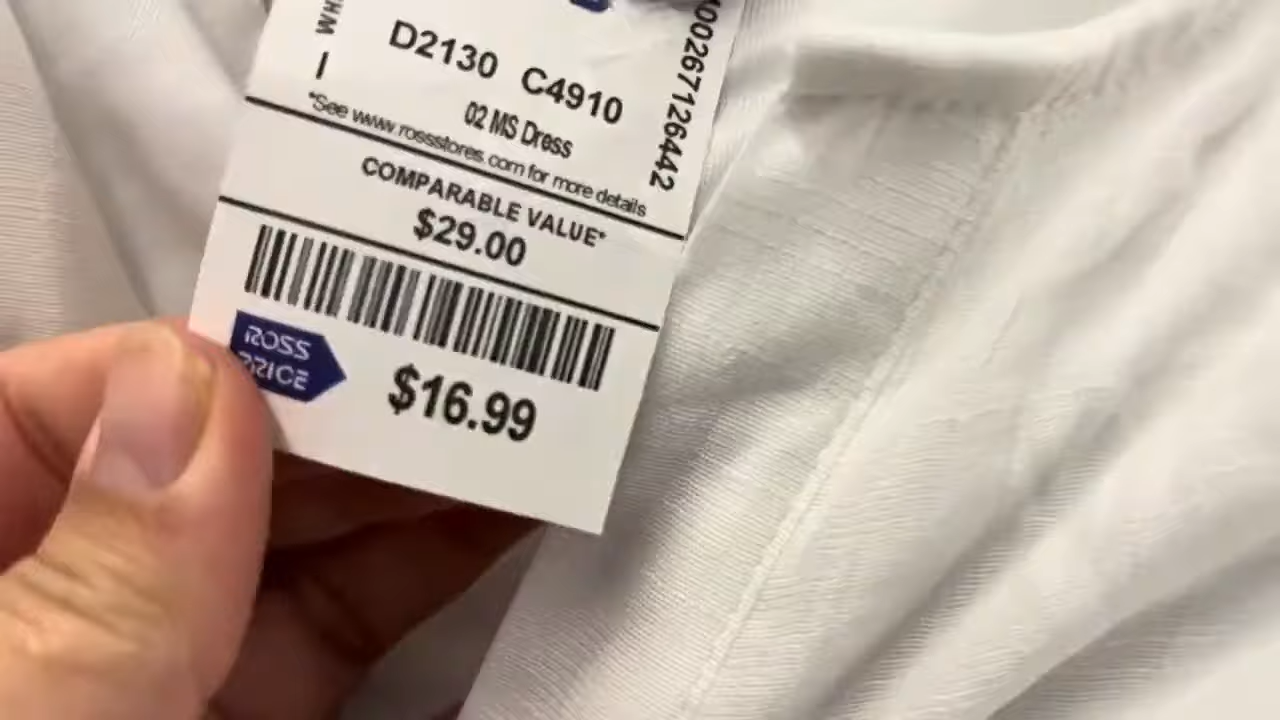 D2130 C4910
02 MS Dress
*See www.rossstores.com for more details
COMPARABLE VALUE*
$29.00
ROSS
PRICE
$16.99
400267126442